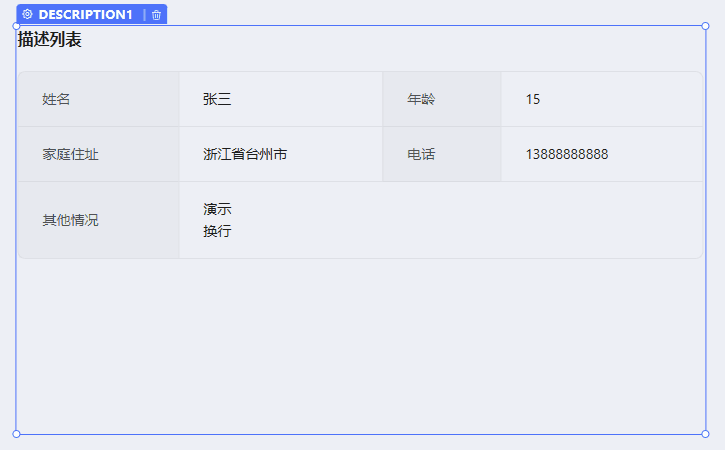 DESCRIPTION1
描述列表
姓名 张三 年龄 15
家庭住址 浙江省台州市 电话 13888888888
其他情况 演示
换行